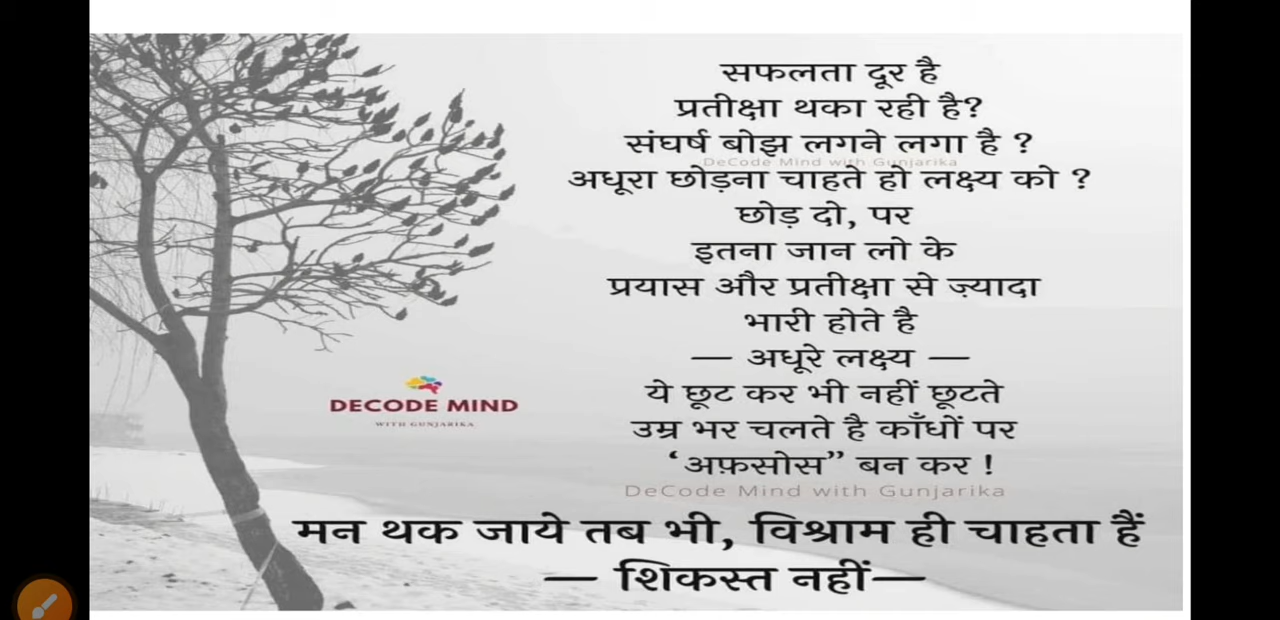 सफलता दूर है
प्रतीक्षा थका रही है?
संघर्ष बोझ लगने लगा है ?
DeCode Mind with Gunjarika
अधूरा छोड़ना चाहते हो लक्ष्य को ?
छोड़ दो, पर
इतना जान लो के
प्रयास और प्रतीक्षा से ज़्यादा
भारी होते है
— अधूरे लक्ष्य —
ये छूट कर भी नहीं छूटते
उम्र भर चलते है काँधों पर
‘अफ़सोस” बन कर !
DeCode Mind with Gunjarika
DECODE MIND
WITH GUNJARIKA
मन थक जाये तब भी, विश्राम ही चाहता हैं
— शिकस्त नहीं—